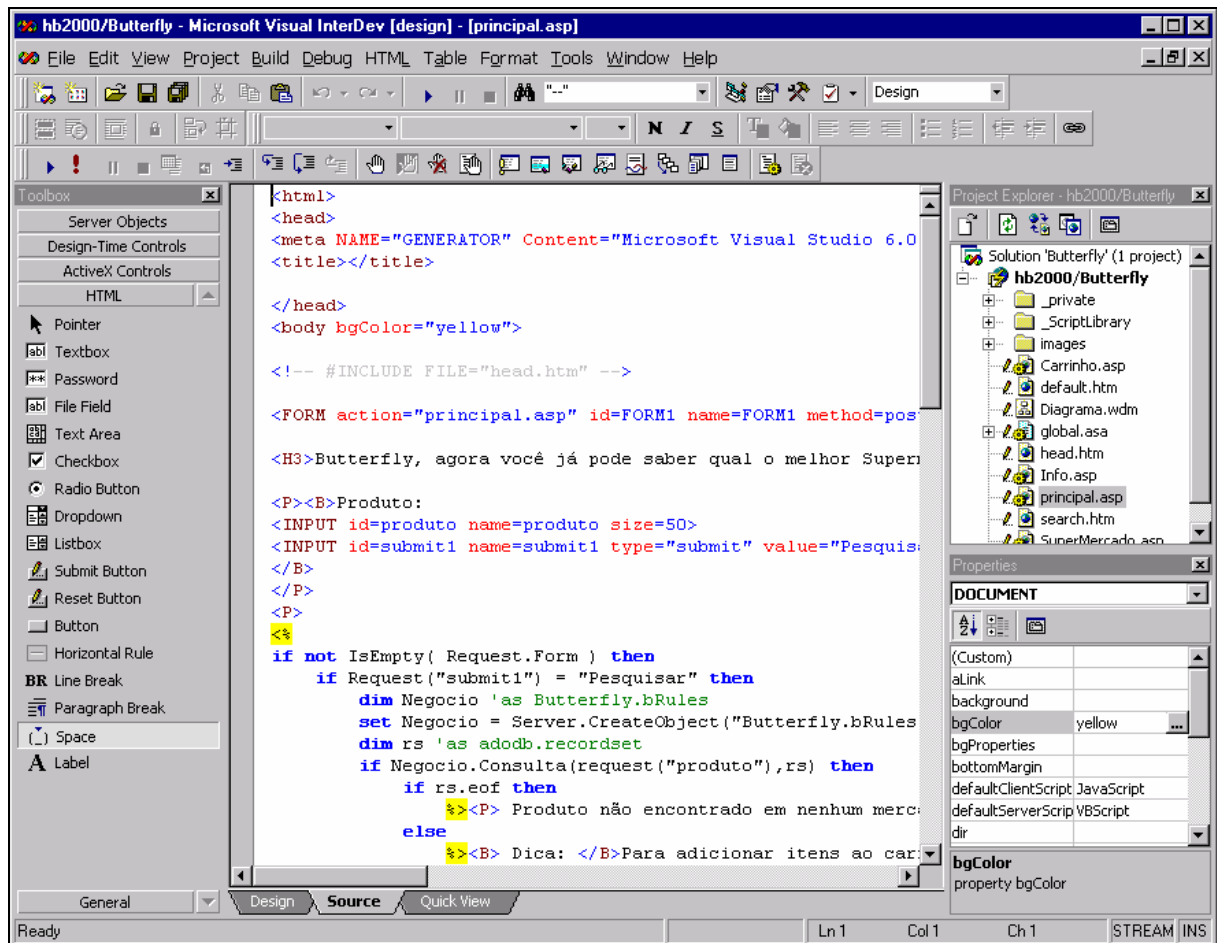 hb2000/Butterfly - Microsoft Visual InterDev [design] - [principal.asp]
File Edit View Project Build Debug HTML Table Format Tools Window Help
"--"
Design
N I S
Toolbox
Server Objects
Design-Time Controls
ActiveX Controls
HTML
Pointer
Textbox
Password
File Field
Text Area
Checkbox
Radio Button
Dropdown
Listbox
Submit Button
Reset Button
Button
Horizontal Rule
BR Line Break
Paragraph Break
Space
A Label
General
<html>
<head>
<meta NAME="GENERATOR" Content="Microsoft Visual Studio 6.0
<title></title>
</head>
<body bgColor="yellow">
<!-- #INCLUDE FILE="head.htm" -->
<FORM action="principal.asp" id=FORM1 name=FORM1 method=pos
<H3>Butterfly, agora você já pode saber qual o melhor Super
<P><B>Produto:
<INPUT id=produto name=produto size=50>
<INPUT id=submit1 name=submit1 type="submit" value="Pesquis
</B>
</P>
<P>
<%
if not IsEmpty( Request.Form ) then
if Request("submit1") = "Pesquisar" then
dim Negocio 'as Butterfly.bRules
set Negocio = Server.CreateObject("Butterfly.bRules
dim rs 'as adodb.recordset
if Negocio.Consulta(request("produto"),rs) then
if rs.eof then
%><P> Produto não encontrado em nenhum merc
else
%><B> Dica: </B>Para adicionar itens ao car
Design Source Quick View
Project Explorer - hb2000/Butterfly
Solution 'Butterfly' (1 project)
hb2000/Butterfly
_private
_ScriptLibrary
images
Carrinho.asp
default.htm
Diagrama.wdm
global.asa
head.htm
Info.asp
principal.asp
search.htm
SuperMercado.asp
Properties
DOCUMENT
(Custom)
aLink
background
bgColor yellow ...
bgProperties
bottomMargin
defaultClientScript JavaScript
defaultServerScrip VBScript
dir
bgColor
property bgColor
Ready Ln 1 Col 1 Ch 1 STREAM INS